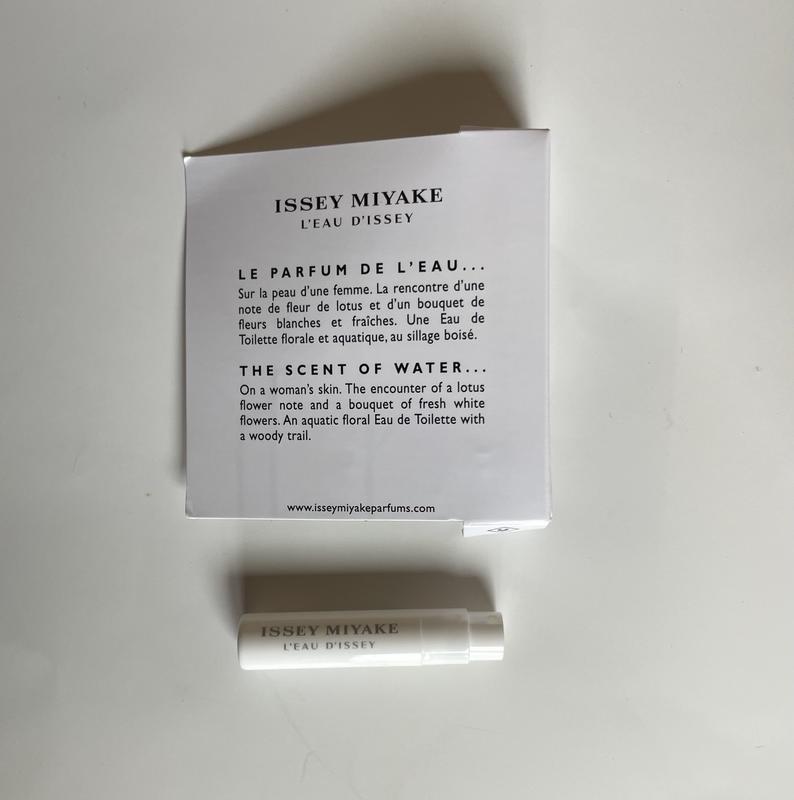 ISSEY MIYAKE
L'EAU D'ISSEY
LE PARFUM DE L'EAU...
Sur la peau d'une femme. La rencontre d'une
note de fleur de lotus et d'un bouquet de
fleurs blanches et fraîches. Une Eau de
Toilette florale et aquatique, au sillage boisé.
THE SCENT OF WATER...
On a woman's skin. The encounter of a lotus
flower note and a bouquet of fresh white
flowers. An aquatic floral Eau de Toilette with
a woody trail.
www.isseymiyakeparfums.com
ISSEY MIYAKE
L'EAU D'ISSEY